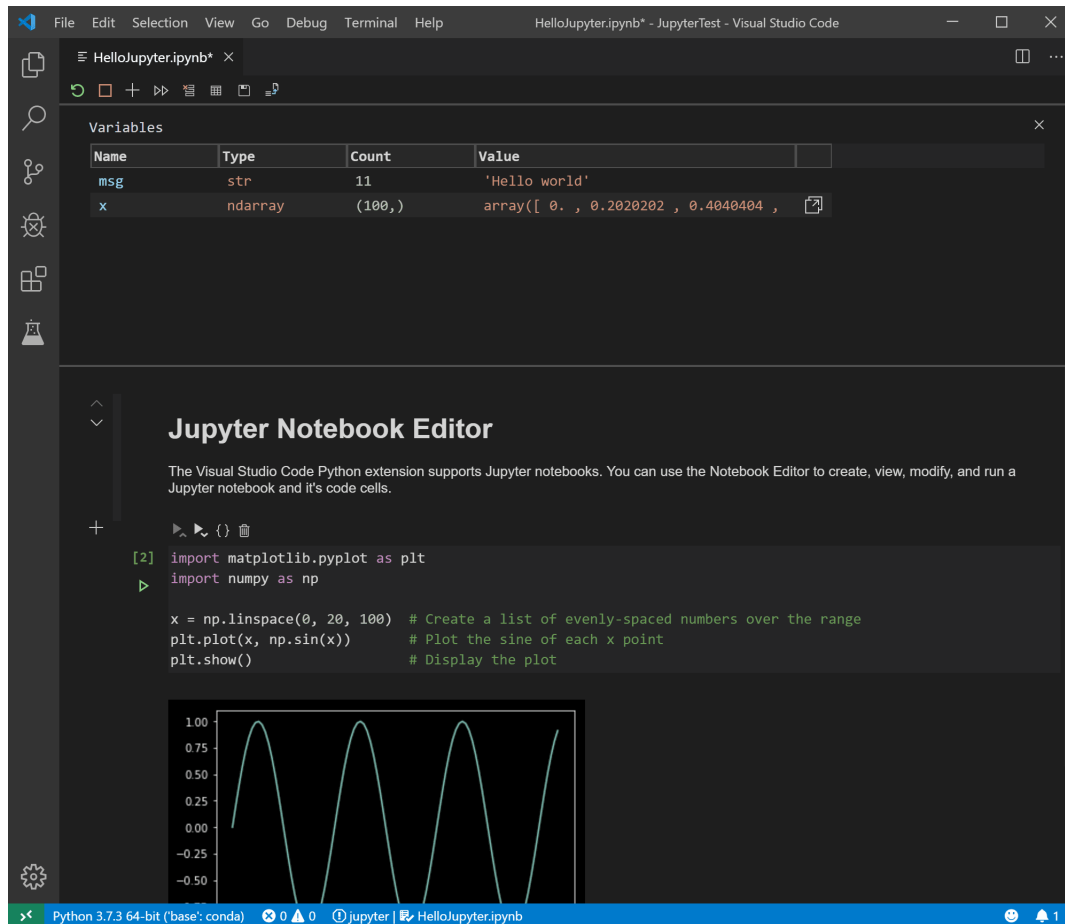 File Edit Selection View Go Debug Terminal Help HelloJupyter.ipynb* - JupyterTest - Visual Studio Code
HelloJupyter.ipynb*
Variables
Name Type Count Value
msg str 11 'Hello world'
x ndarray (100,) array([ 0. , 0.2020202 , 0.4040404 ,
Jupyter Notebook Editor
The Visual Studio Code Python extension supports Jupyter notebooks. You can use the Notebook Editor to create, view, modify, and run a
Jupyter notebook and it's code cells.
[2] import matplotlib.pyplot as plt
import numpy as np
x = np.linspace(0, 20, 100) # Create a list of evenly-spaced numbers over the range
plt.plot(x, np.sin(x)) # Plot the sine of each x point
plt.show() # Display the plot
1.00
0.75
0.50
0.25
0.00
−0.25
−0.50
Python 3.7.3 64-bit ('base': conda) 0 0 jupyter | HelloJupyter.ipynb 1